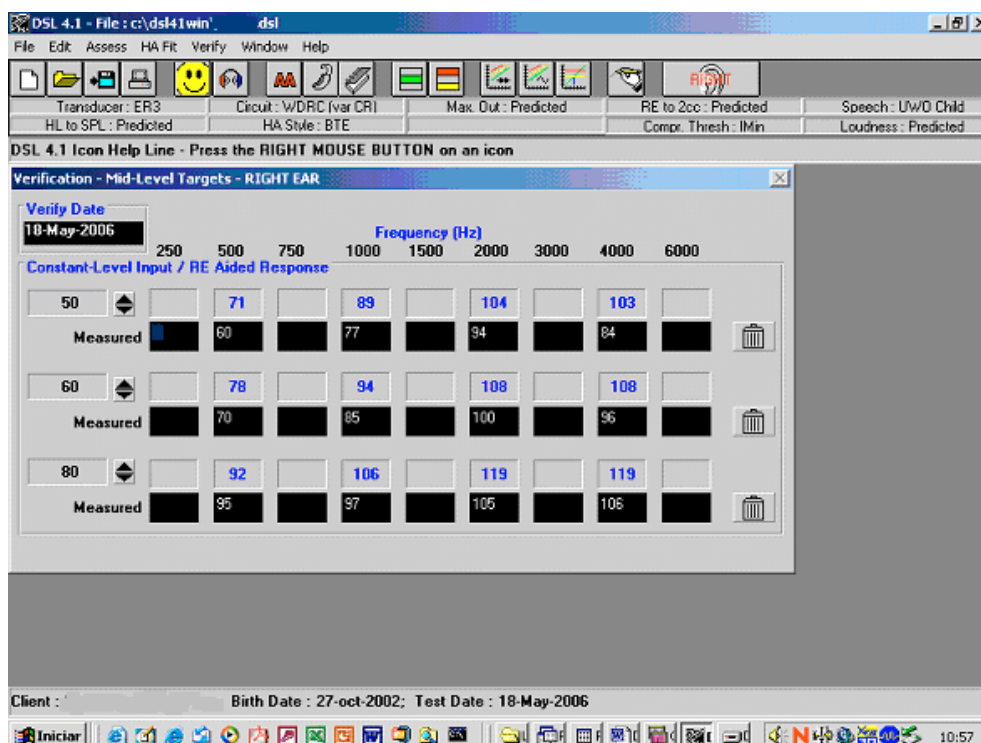 DSL 4.1 - File : c:\dsl41win\ dsl
File Edit Assess HA Fit Verify Window Help
RIGHT
Transducer : ER3 Circuit : WDRC (var CR) Max. Out : Predicted RE to 2cc : Predicted Speech : UWO Child
HL to SPL : Predicted HA Style : BTE Compr. Thresh : IMin Loudness : Predicted
DSL 4.1 Icon Help Line - Press the RIGHT MOUSE BUTTON on an icon
Verification - Mid-Level Targets - RIGHT EAR
Verify Date
18-May-2006
Frequency (Hz)
250 500 750 1000 1500 2000 3000 4000 6000
Constant-Level Input / RE Aided Response
50 71 89 104 103
Measured 60 77 94 84
60 78 94 108 108
Measured 70 85 100 96
80 92 106 119 119
Measured 95 97 105 106
Client : Birth Date : 27-oct-2002; Test Date : 18-May-2006
Iniciar 10:57